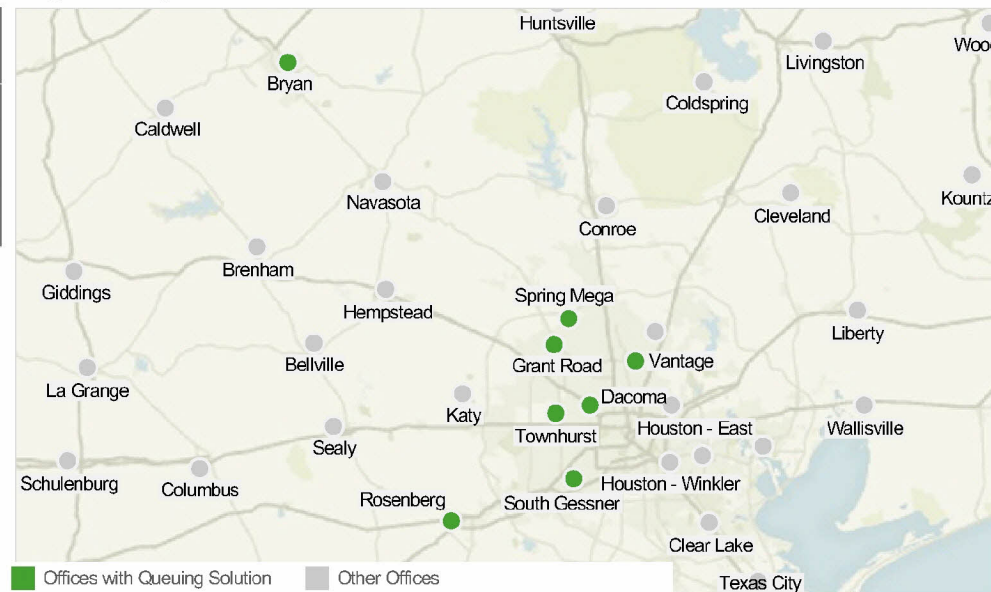 Huntsville
Livingston
Woo
Bryan
Coldspring
Caldwell
Navasota
Kountz
Cleveland
Conroe
Brenham
Giddings
Spring Mega
Hempstead
Liberty
Grant Road
Vantage
Bellville
La Grange
Dacoma
Katy
Houston - East
Wallisville
Townhurst
Sealy
Schulenburg
Columbus
Houston - Winkler
Rosenberg
South Gessner
Clear Lake
Offices with Queuing Solution
Other Offices
Texas City